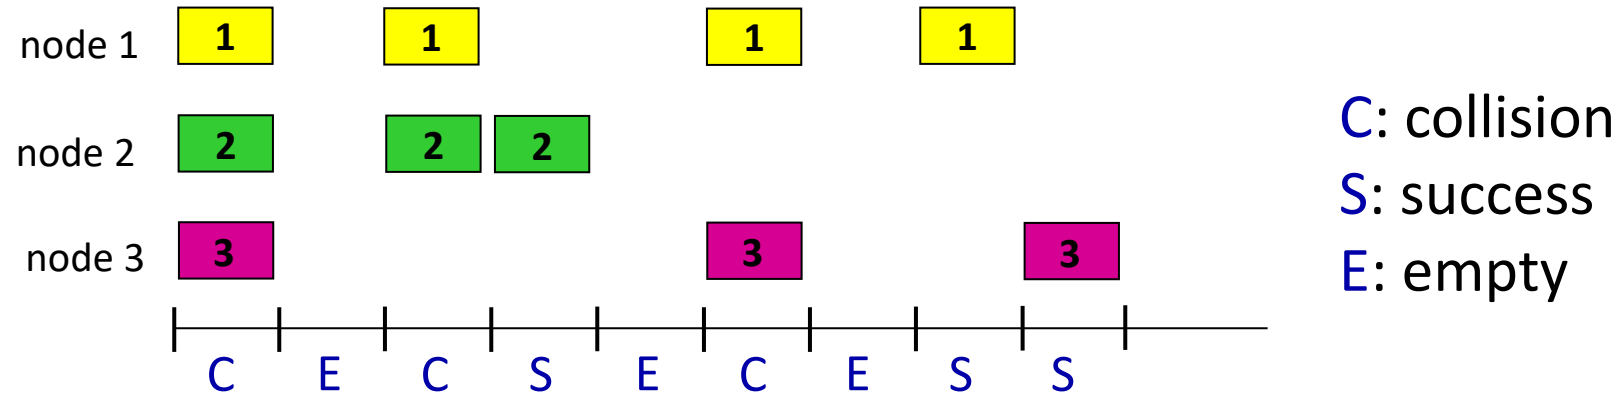 node 1 1 1 1 1
node 2 2 2 2
node 3 3 3 3
C E C S E C E S S
C: collision
S: success
E: empty